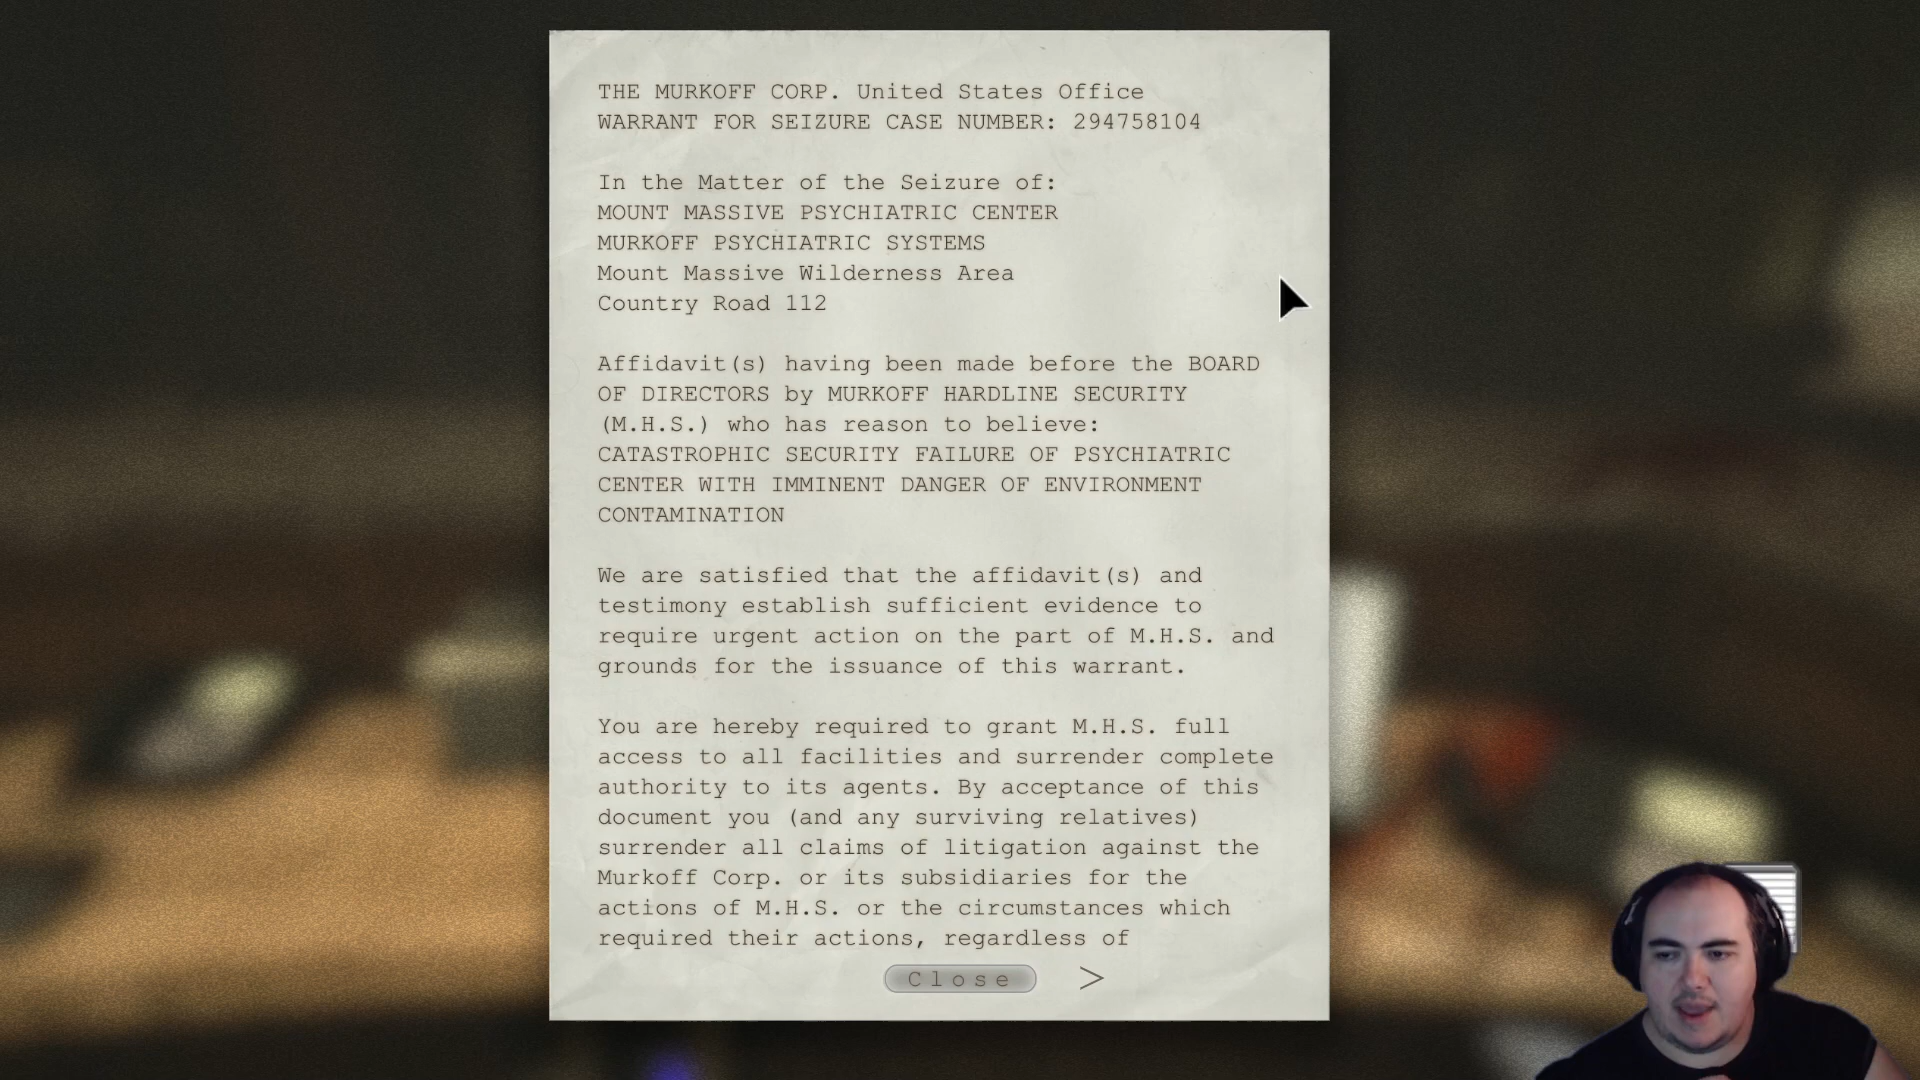 THE MURKOFF CORP. United States Office
WARRANT FOR SEIZURE CASE NUMBER: 294758104
In the Matter of the Seizure of:
MOUNT MASSIVE PSYCHIATRIC CENTER
MURKOFF PSYCHIATRIC SYSTEMS
Mount Massive Wilderness Area
Country Road 112
Affidavit(s) having been made before the BOARD
OF DIRECTORS by MURKOFF HARDLINE SECURITY
(M.H.S.) who has reason to believe:
CATASTROPHIC SECURITY FAILURE OF PSYCHIATRIC
CENTER WITH IMMINENT DANGER OF ENVIRONMENT
CONTAMINATION
We are satisfied that the affidavit(s) and
testimony establish sufficient evidence to
require urgent action on the part of M.H.S. and
grounds for the issuance of this warrant.
You are hereby required to grant M.H.S. full
access to all facilities and surrender complete
authority to its agents. By acceptance of this
document you (and any surviving relatives)
surrender all claims of litigation against the
Murkoff Corp. or its subsidiaries for the
actions of M.H.S. or the circumstances which
required their actions, regardless of
Close >